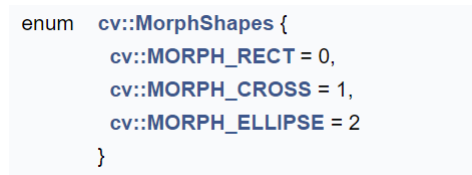 enum cv::MorphShapes {
cv::MORPH_RECT = 0,
cv::MORPH_CROSS = 1,
cv::MORPH_ELLIPSE = 2
}